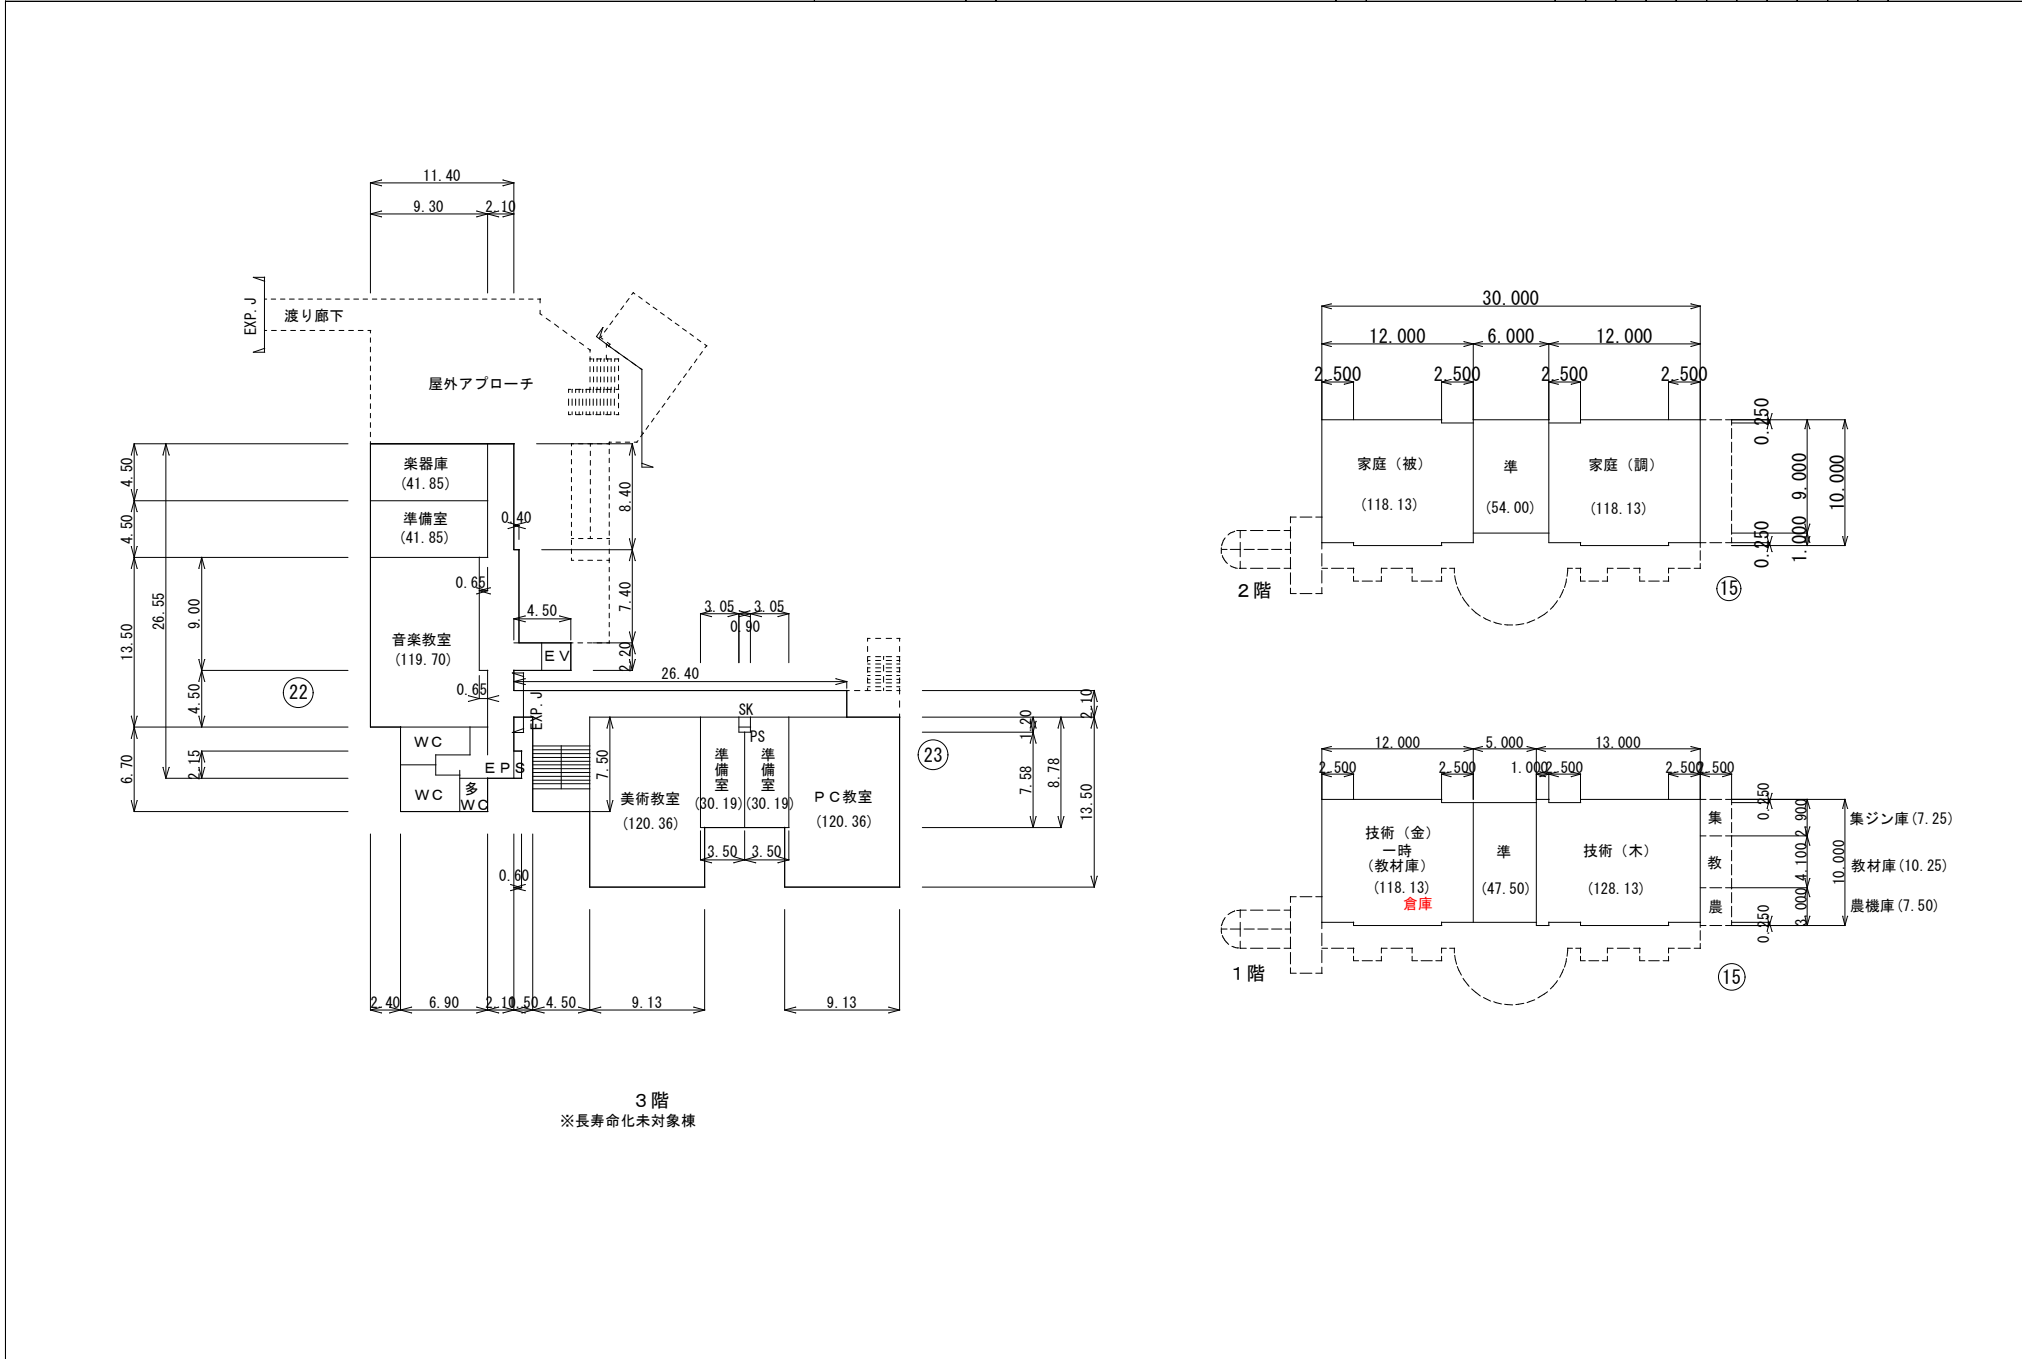 11.40
9.30
2.10
EXP.J
渡り廊下
屋外アプローチ
4.50
4.50
13.50
6.70
26.55
9.00
4.50
2.15
楽器庫
(41.85)
準備室
(41.85)
0.40
8.40
7.40
2.20
0.65
音楽教室
(119.70)
4.50
EV
0.65
22
26.40
EXP.J
3.05
3.05
0.90
WC
EPS
WC
多
WC
7.50
SK
PS
美術教室
(120.36)
準備室
(30.19)
準備室
(30.19)
PC教室
(120.36)
3.50
3.50
23
2.10
1.20
7.58
8.78
13.50
0.60
2.40
6.90
2.10
1.50
4.50
9.13
9.13
3階
※長寿命化未対象棟
30.000
12.000
6.000
12.000
2.500
2.500
2.500
2.500
家庭(被)
(118.13)
準
(54.00)
家庭(調)
(118.13)
0.250
9.000
10.000
0.250
1.000
2階
15
12.000
5.000
13.000
2.500
2.500
1.000
2.500
2.500
2.500
技術(金)
一時
(教材庫)
(118.13)
倉庫
準
(47.50)
技術(木)
(128.13)
集
教
農
0.250
2.900
4.100
3.000
10.000
0.250
集ジン庫(7.25)
教材庫(10.25)
農機庫(7.50)
1階
15